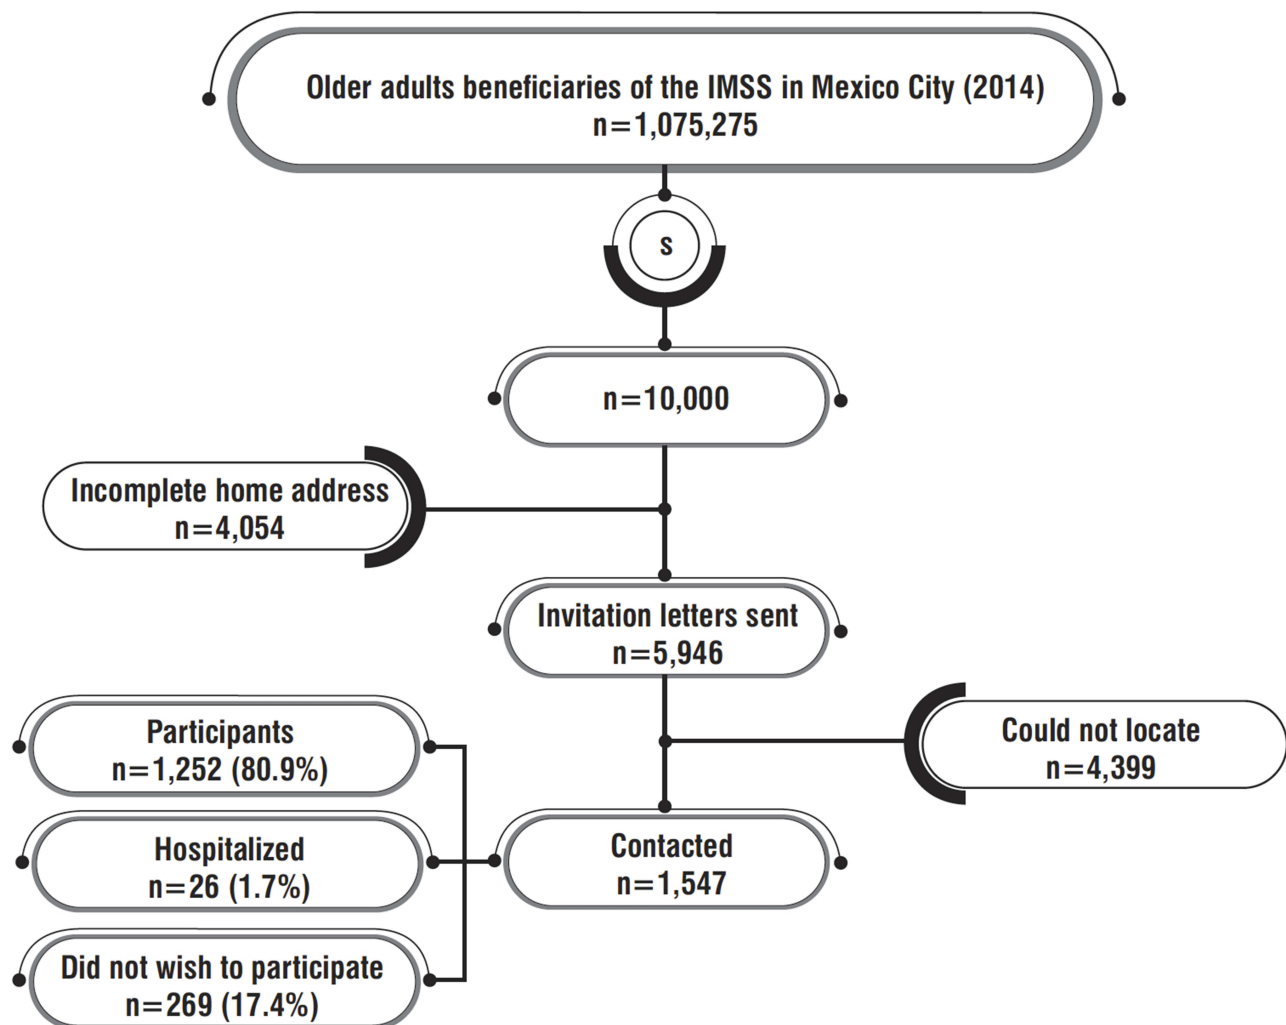 Older adults beneficiaries of the IMSS in Mexico City (2014)
n=1,075,275
s
n=10,000
Incomplete home address
n=4,054
Invitation letters sent
n=5,946
Could not locate
n=4,399
Participants
n=1,252 (80.9%)
Hospitalized
n=26 (1.7%)
Contacted
n=1,547
Did not wish to participate
n=269 (17.4%)